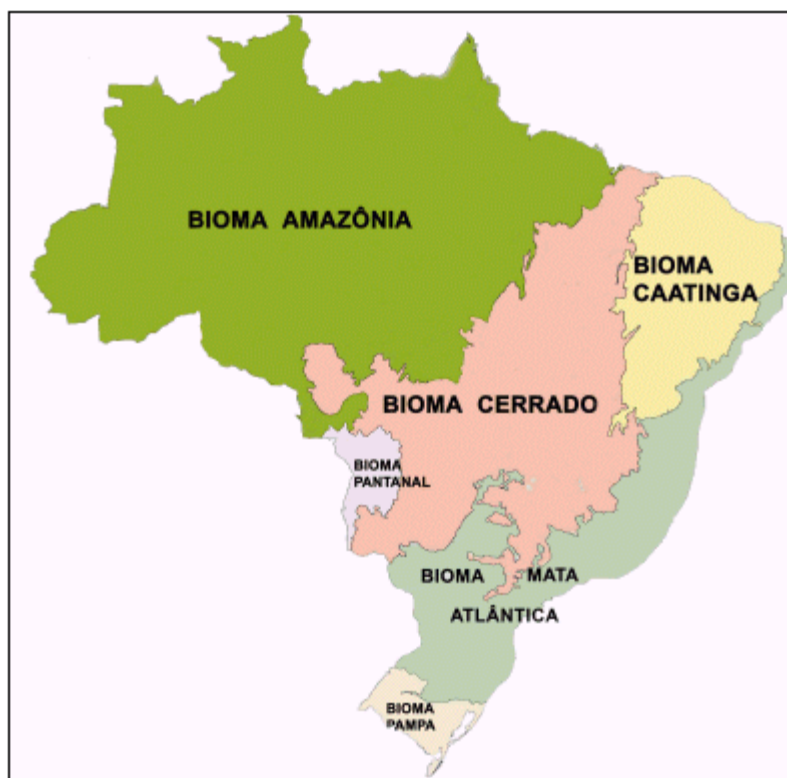 BIOMA AMAZÔNIA
BIOMA
CAATINGA
BIOMA CERRADO
BIOMA
PANTANAL
BIOMA MATA
ATLÂNTICA
BIOMA
PAMPA